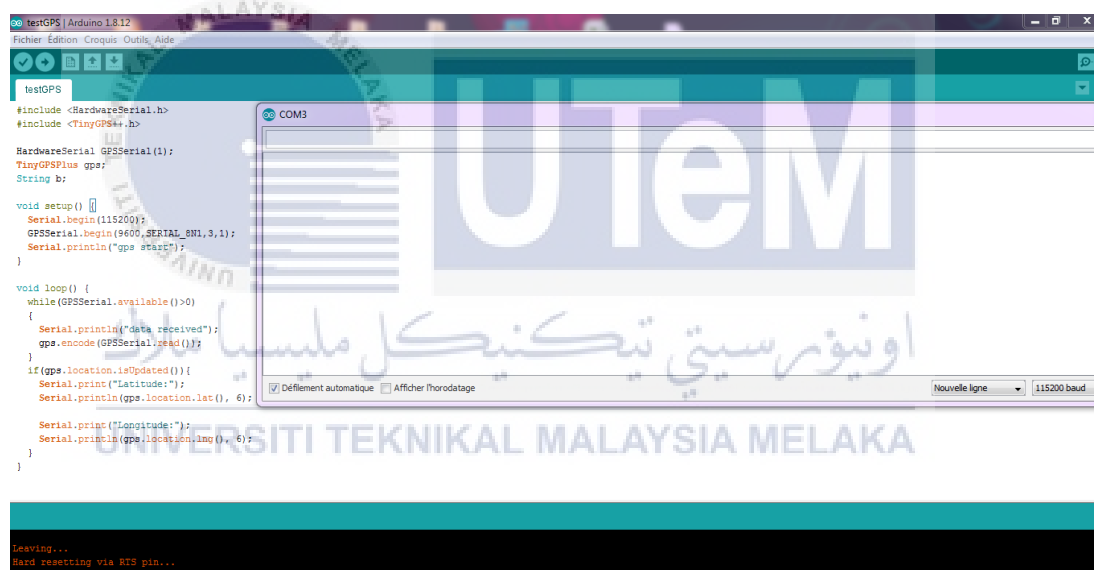 testGPS | Arduino 1.8.12
Fichier Édition Croquis Outils Aide
testGPS
#include <HardwareSerial.h>
#include <TinyGPS++.h>
HardwareSerial GPSSerial(1);
TinyGPSPlus gps;
String b;
void setup() {
Serial.begin(115200);
GPSSerial.begin(9600,SERIAL_8N1,3,1);
Serial.println("gps start");
}
void loop() {
while(GPSSerial.available()>0)
{
Serial.println("data received");
gps.encode(GPSSerial.read());
}
if(gps.location.isUpdated()){
Serial.print("Latitude:");
Serial.println(gps.location.lat(), 6);
Serial.print("Longitude:");
Serial.println(gps.location.lng(), 6);
}
}
COM3
Défilement automatique
Afficher l'horodatage
Nouvelle ligne
115200 baud
Leaving...
Hard resetting via RTS pin...
UNIVERSITI TEKNIKAL MALAYSIA MELAKA
UTeM
اونيۏرسيتي تيكنيكل مليسيا ملاك
UNIVERSITI TEKNIKAL MALAYSIA MELAKA